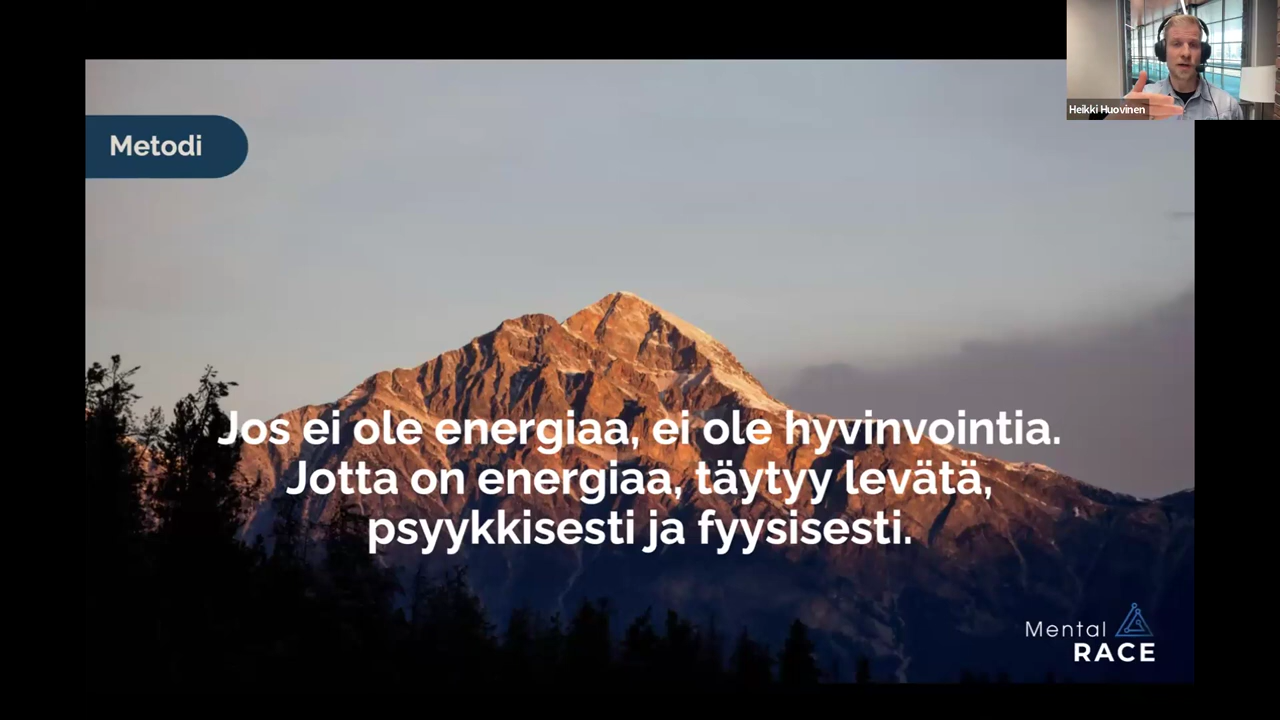 Heikki Huovinen
Metodi
Jos ei ole energiaa, ei ole hyvinvointia.
Jotta on energiaa, täytyy levätä,
psyykkisesti ja fyysisesti.
Mental
RACE